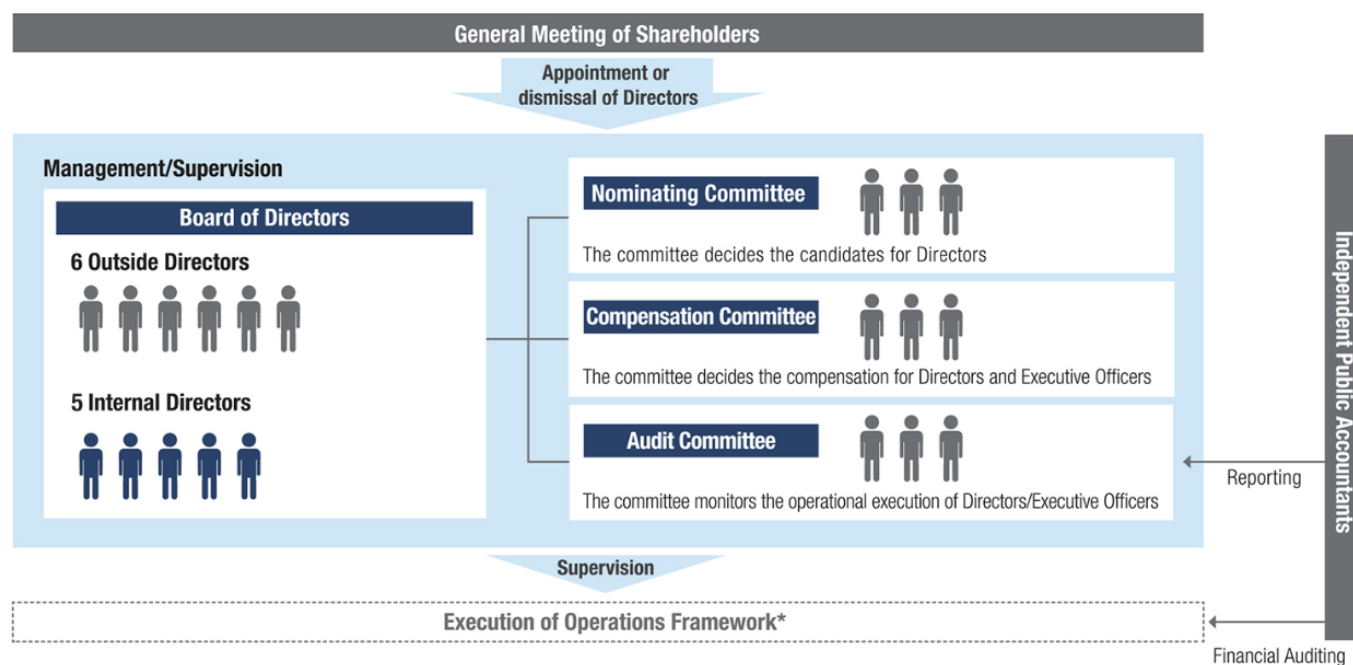 General Meeting of Shareholders
Appointment or
dismissal of Directors
Management/Supervision
Board of Directors
6 Outside Directors
5 Internal Directors
Nominating Committee
The committee decides the candidates for Directors
Compensation Committee
The committee decides the compensation for Directors and Executive Officers
Audit Committee
The committee monitors the operational execution of Directors/Executive Officers
Independent Public Accountants
Reporting
Supervision
Execution of Operations Framework*
Financial Auditing